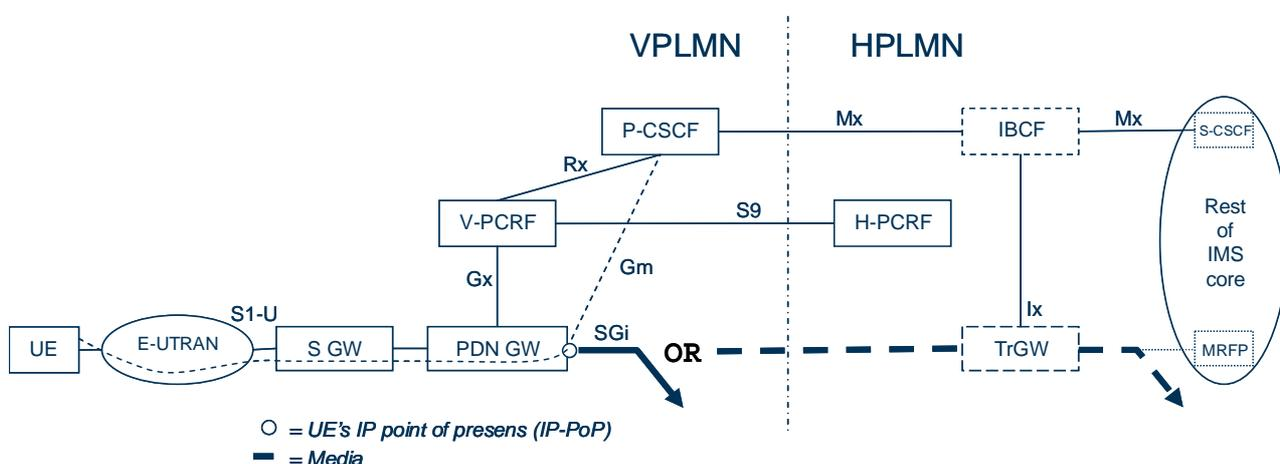 VPLMN
HPLMN
P-CSCF
Mx
IBCF
Mx
S-CSCF
Rx
V-PCRF
S9
H-PCRF
Rest
of
IMS
core
Gx
Gm
S1-U
SGi
Ix
UE
E-UTRAN
S GW
PDN GW
OR
TrGW
MRFP
= UE's IP point of presens (IP-PoP)
= Media